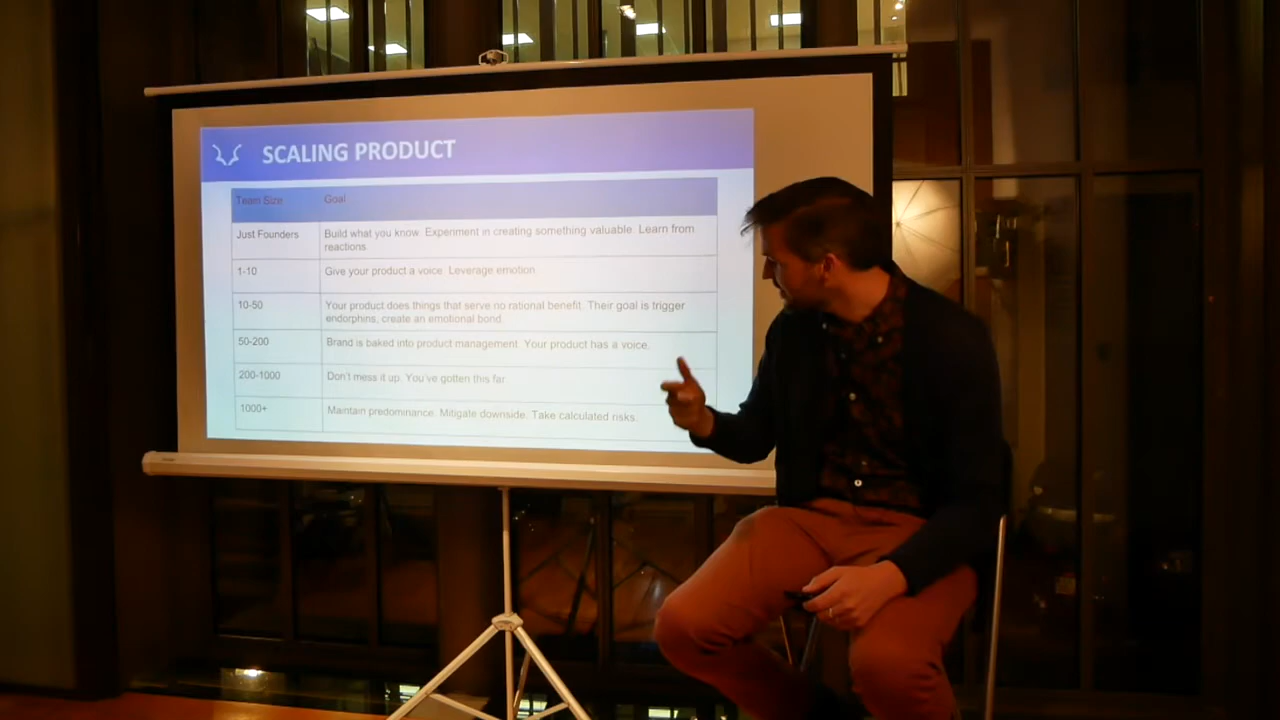 SCALING PRODUCT
Team Size Goal
Just Founders Build what you know. Experiment in creating something valuable. Learn from
reactions.
1-10 Give your product a voice. Leverage emotion.
10-50 Your product does things that serve no rational benefit. Their goal is trigger
endorphins, create an emotional bond.
50-200 Brand is baked into product management. Your product has a voice.
200-1000 Don't mess it up. You've gotten this far.
1000+ Maintain predominance. Mitigate downside. Take calculated risks.